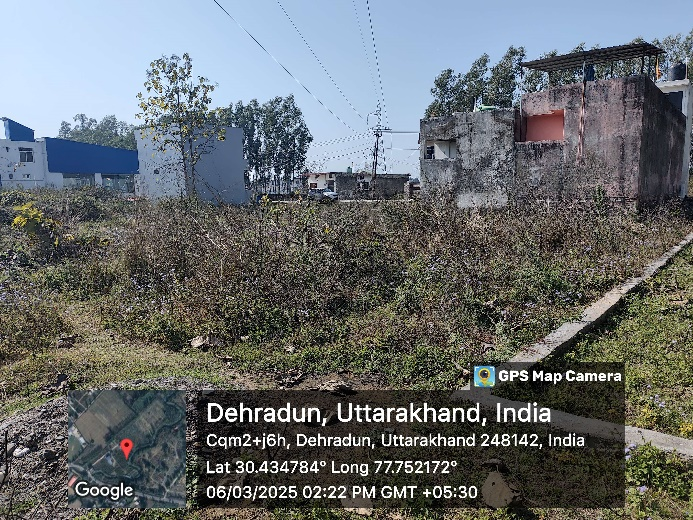 GPS Map Camera
Dehradun, Uttarakhand, India
Cqm2+j6h, Dehradun, Uttarakhand 248142, India
Lat 30.434784° Long 77.752172°
06/03/2025 02:22 PM GMT +05:30
Google